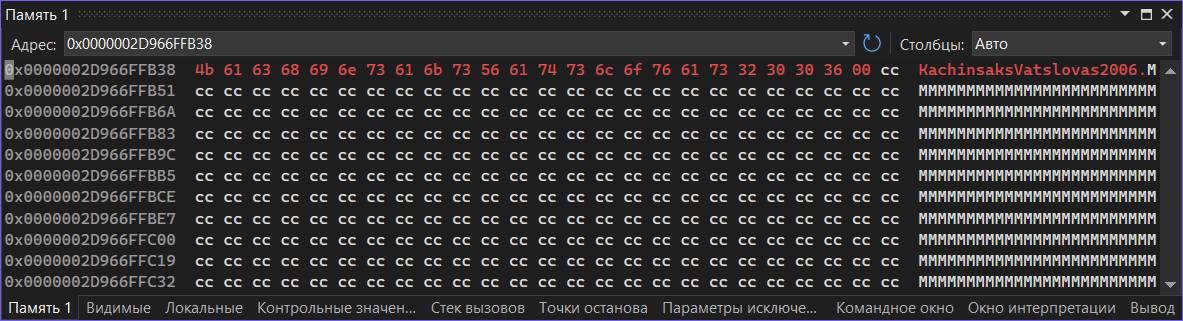 Память 1
Адрес: 0x0000002D966FFB38 Столбцы: Авто
0x0000002D966FFB38 4b 61 63 68 69 6e 73 61 6b 73 56 61 74 73 6c 6f 76 61 73 32 30 30 36 00 cc KachinsaksVatslovas2006.M
0x0000002D966FFB51 cc cc cc cc cc cc cc cc cc cc cc cc cc cc cc cc cc cc cc cc cc cc cc cc cc MMMMMMMMMMMMMMMMMMMMMMMMM
0x0000002D966FFB6A cc cc cc cc cc cc cc cc cc cc cc cc cc cc cc cc cc cc cc cc cc cc cc cc cc MMMMMMMMMMMMMMMMMMMMMMMMM
0x0000002D966FFB83 cc cc cc cc cc cc cc cc cc cc cc cc cc cc cc cc cc cc cc cc cc cc cc cc cc MMMMMMMMMMMMMMMMMMMMMMMMM
0x0000002D966FFB9C cc cc cc cc cc cc cc cc cc cc cc cc cc cc cc cc cc cc cc cc cc cc cc cc cc MMMMMMMMMMMMMMMMMMMMMMMMM
0x0000002D966FFBB5 cc cc cc cc cc cc cc cc cc cc cc cc cc cc cc cc cc cc cc cc cc cc cc cc cc MMMMMMMMMMMMMMMMMMMMMMMMM
0x0000002D966FFBCE cc cc cc cc cc cc cc cc cc cc cc cc cc cc cc cc cc cc cc cc cc cc cc cc cc MMMMMMMMMMMMMMMMMMMMMMMMM
0x0000002D966FFBE7 cc cc cc cc cc cc cc cc cc cc cc cc cc cc cc cc cc cc cc cc cc cc cc cc cc MMMMMMMMMMMMMMMMMMMMMMMMM
0x0000002D966FFC00 cc cc cc cc cc cc cc cc cc cc cc cc cc cc cc cc cc cc cc cc cc cc cc cc cc MMMMMMMMMMMMMMMMMMMMMMMMM
0x0000002D966FFC19 cc cc cc cc cc cc cc cc cc cc cc cc cc cc cc cc cc cc cc cc cc cc cc cc cc MMMMMMMMMMMMMMMMMMMMMMMMM
0x0000002D966FFC32 cc cc cc cc cc cc cc cc cc cc cc cc cc cc cc cc cc cc cc cc cc cc cc cc cc MMMMMMMMMMMMMMMMMMMMMMMMM
Память 1 Видимые Локальные Контрольные значен... Стек вызовов Точки останова Параметры исключе... Командное окно Окно интерпретации Вывод